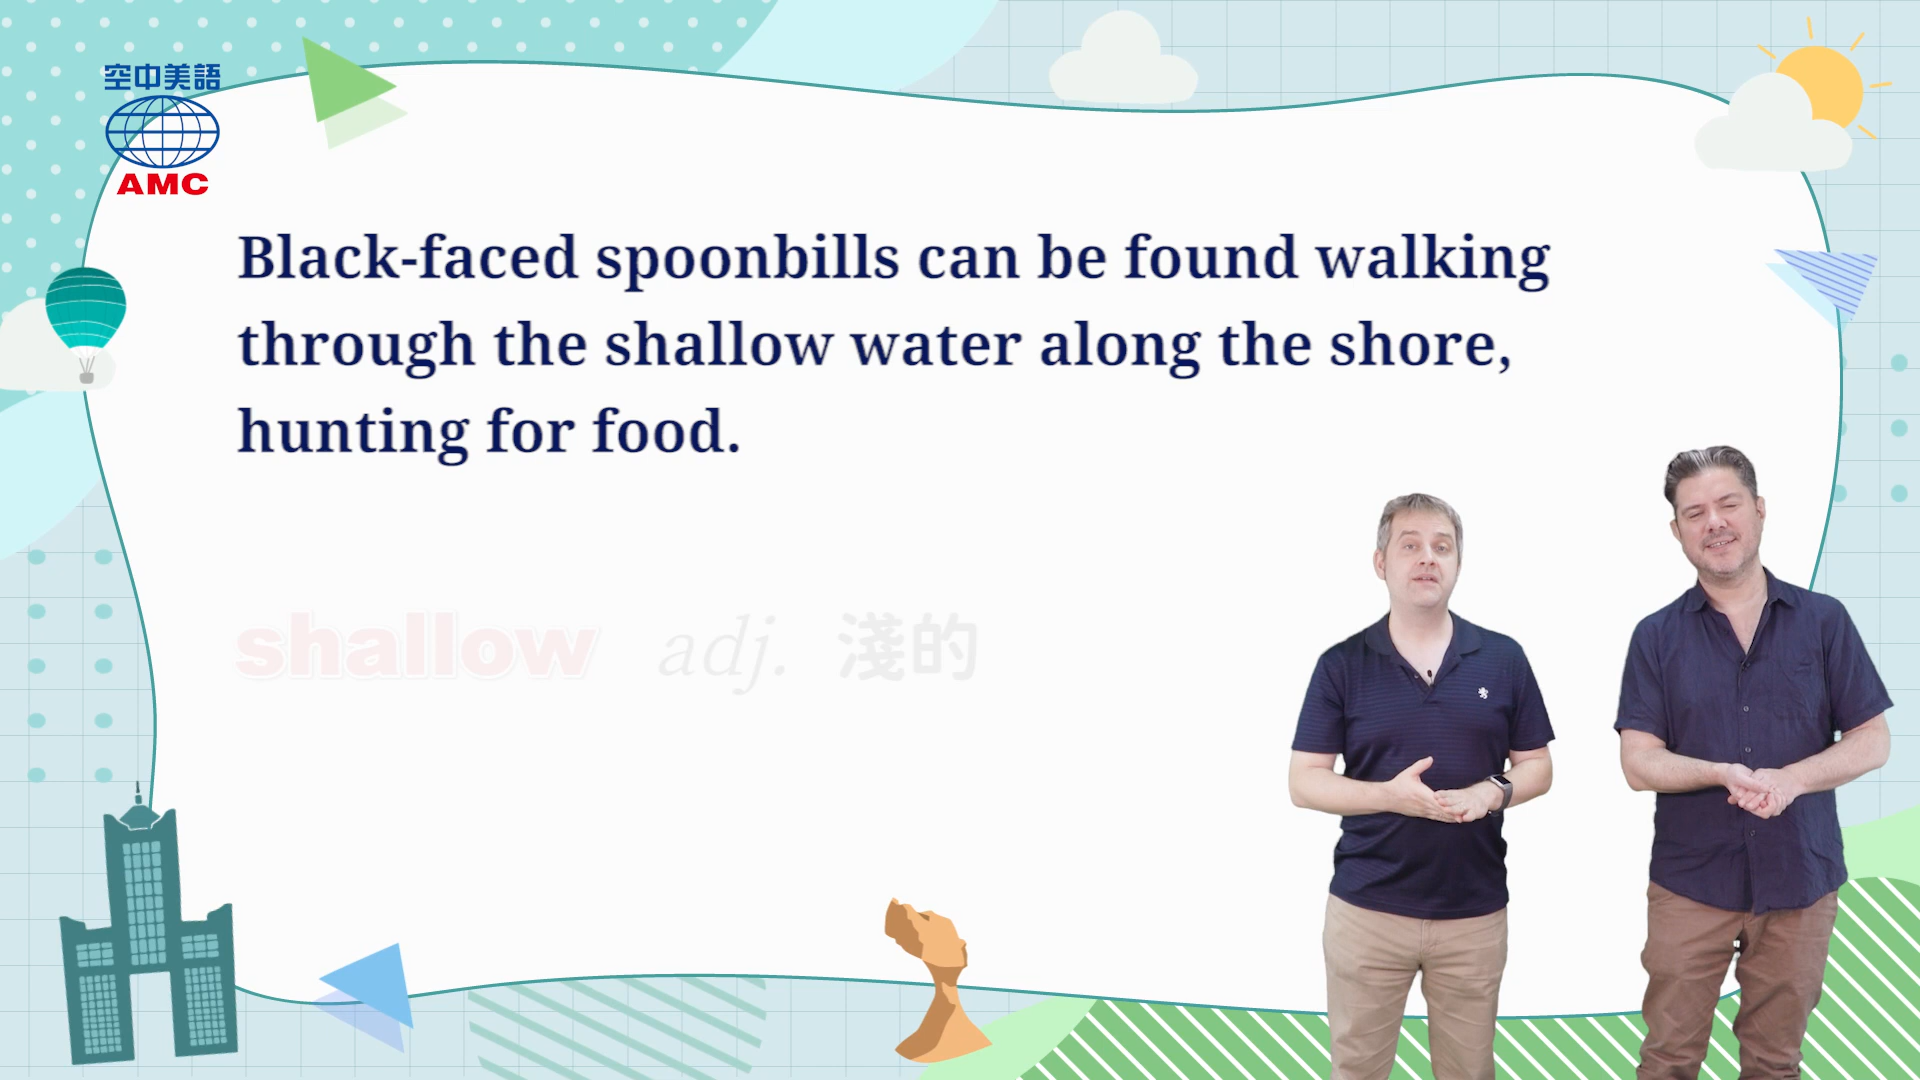 空中美語
AMC
Black-faced spoonbills can be found walking
through the shallow water along the shore,
hunting for food.
shallow adj. 淺的